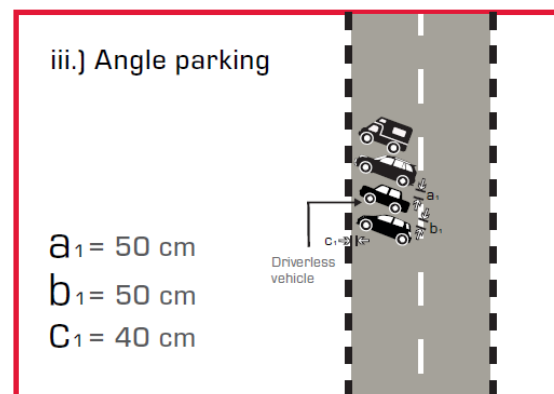 iii.) Angle parking
a1
b1
C1
Driverless
vehicle
a1 = 50 cm
b1 = 50 cm
C1 = 40 cm